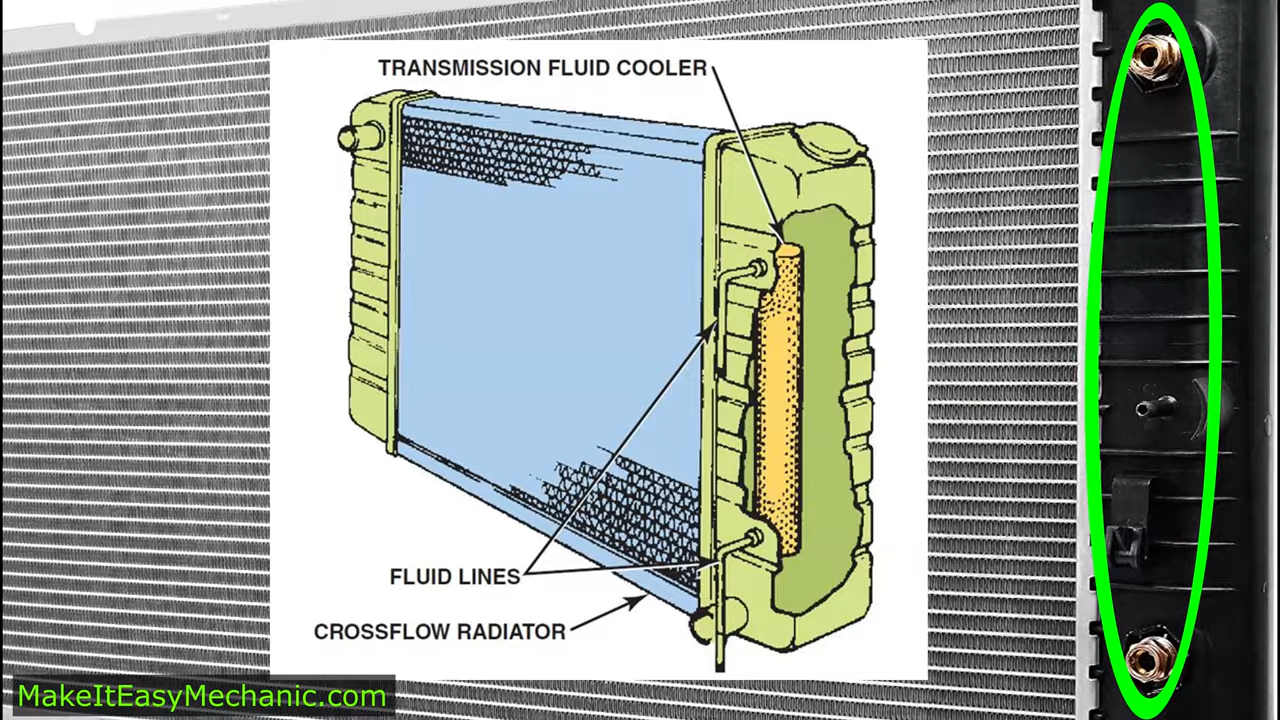 TRANSMISSION FLUID COOLER
FLUID LINES
CROSSFLOW RADIATOR
MakeItEasyMechanic.com